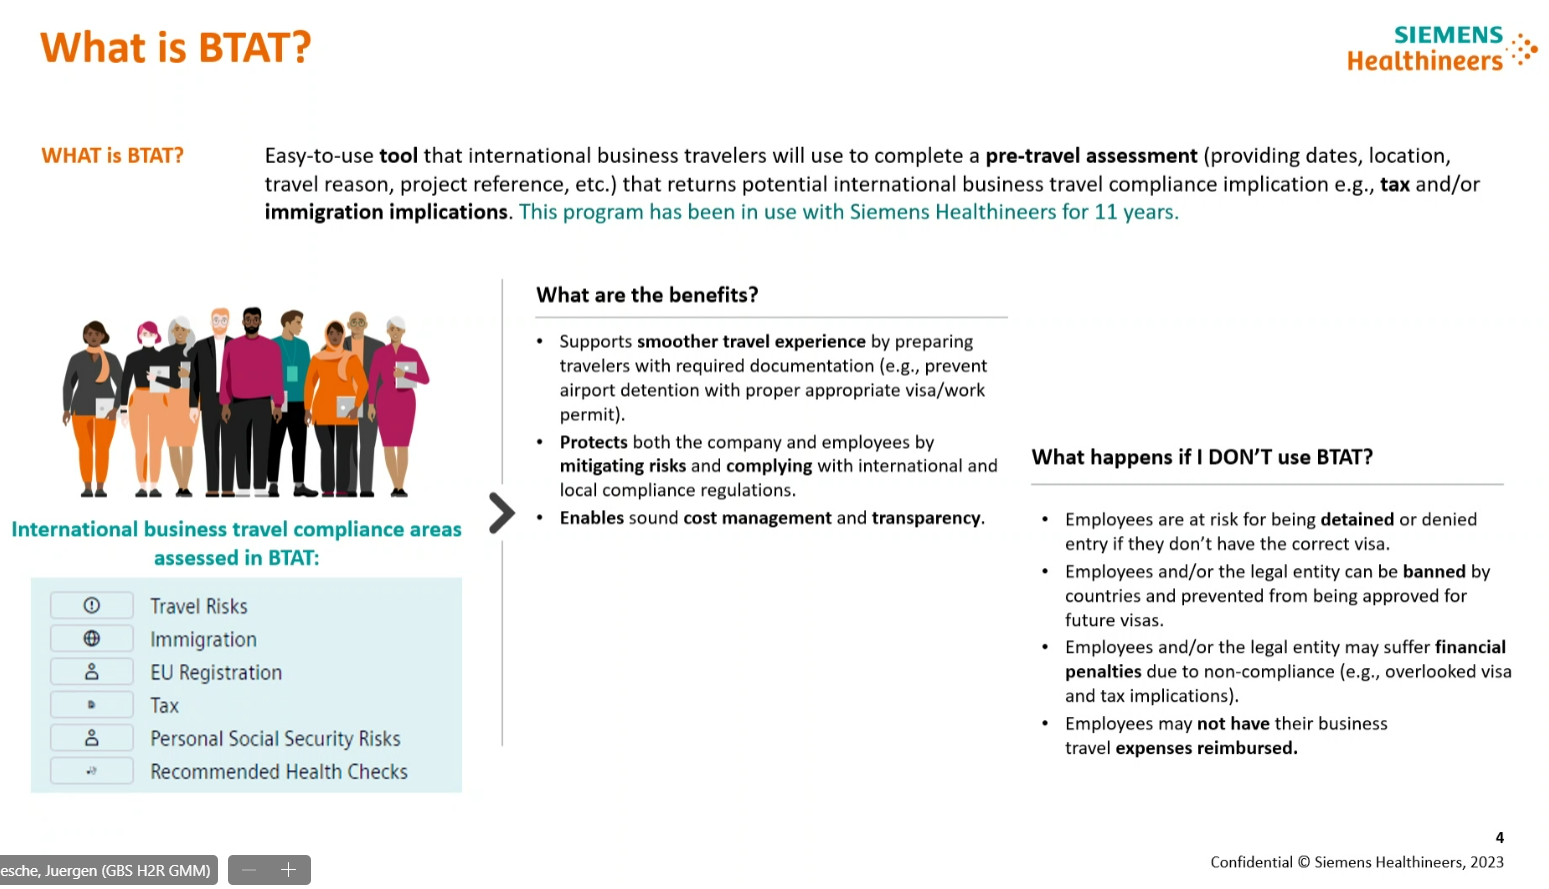 What is BTAT?
SIEMENS
Healthineers
WHAT is BTAT?
Easy-to-use tool that international business travelers will use to complete a pre-travel assessment (providing dates, location,
travel reason, project reference, etc.) that returns potential international business travel compliance implication e.g., tax and/or
immigration implications. This program has been in use with Siemens Healthineers for 11 years.
International business travel compliance areas
assessed in BTAT:
Travel Risks
Immigration
EU Registration
Tax
Personal Social Security Risks
Recommended Health Checks
What are the benefits?
• Supports smoother travel experience by preparing
travelers with required documentation (e.g., prevent
airport detention with proper appropriate visa/work
permit).
• Protects both the company and employees by
mitigating risks and complying with international and
local compliance regulations.
• Enables sound cost management and transparency.
What happens if I DON’T use BTAT?
• Employees are at risk for being detained or denied
entry if they don’t have the correct visa.
• Employees and/or the legal entity can be banned by
countries and prevented from being approved for
future visas.
• Employees and/or the legal entity may suffer financial
penalties due to non-compliance (e.g., overlooked visa
and tax implications).
• Employees may not have their business
travel expenses reimbursed.
4
Confidential © Siemens Healthineers, 2023
esche, Juergen (GBS H2R GMM)